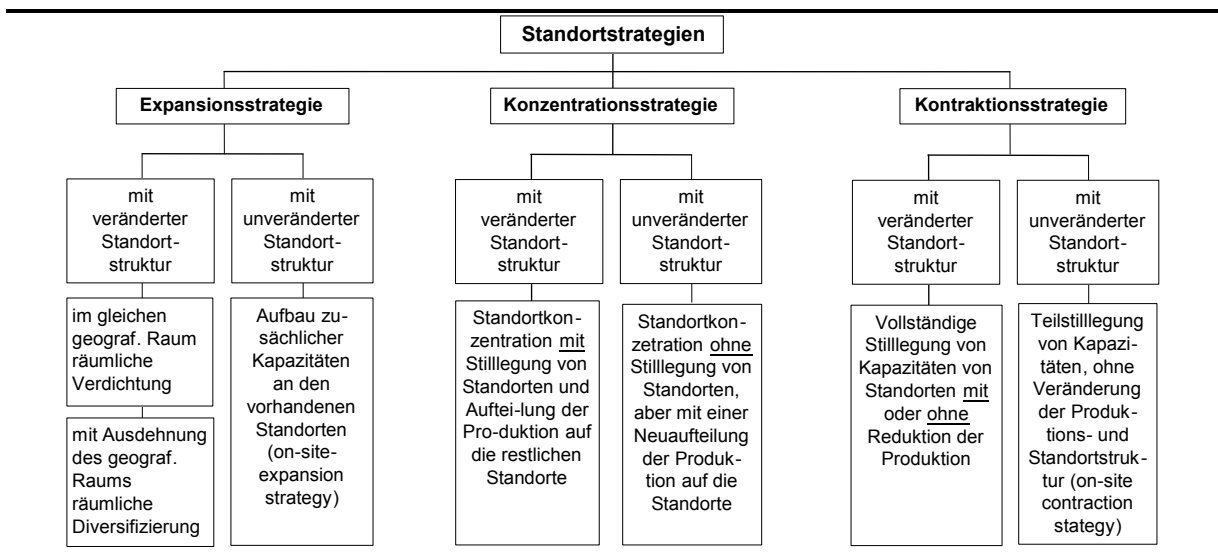 Standortstrategien
Expansionsstrategie
Konzentrationsstrategie
Kontraktionsstrategie
mit
veränderter
Standort-
struktur
mit
unveränderter
Standort-
struktur
mit
veränderter
Standort-
struktur
mit
unveränderter
Standort-
struktur
mit
veränderter
Standort-
struktur
mit
unveränderter
Standort-
struktur
im gleichen
geograf. Raum
räumliche
Verdichtung
mit Ausdehnung
des geograf.
Raums
räumliche
Diversifizierung
Aufbau zu-
sächlicher
Kapazitäten
an den
vorhandenen
Standorten
(on-site-
expansion
strategy)
Standortkon-
zentration mit
Stilllegung von
Standorten und
Auftei-lung der
Pro-duktion auf
die restlichen
Standorte
Standortkon-
zetration ohne
Stilllegung von
Standorten,
aber mit einer
Neuaufteilung
der Produk-
tion auf die
Standorte
Vollständige
Stilllegung von
Kapazitäten von
Standorten mit
oder ohne
Reduktion der
Produktion
Teilstilllegung
von Kapazi-
täten, ohne
Veränderung
der Produk-
tions- und
Standortstruk-
tur (on-site
contraction
stategy)